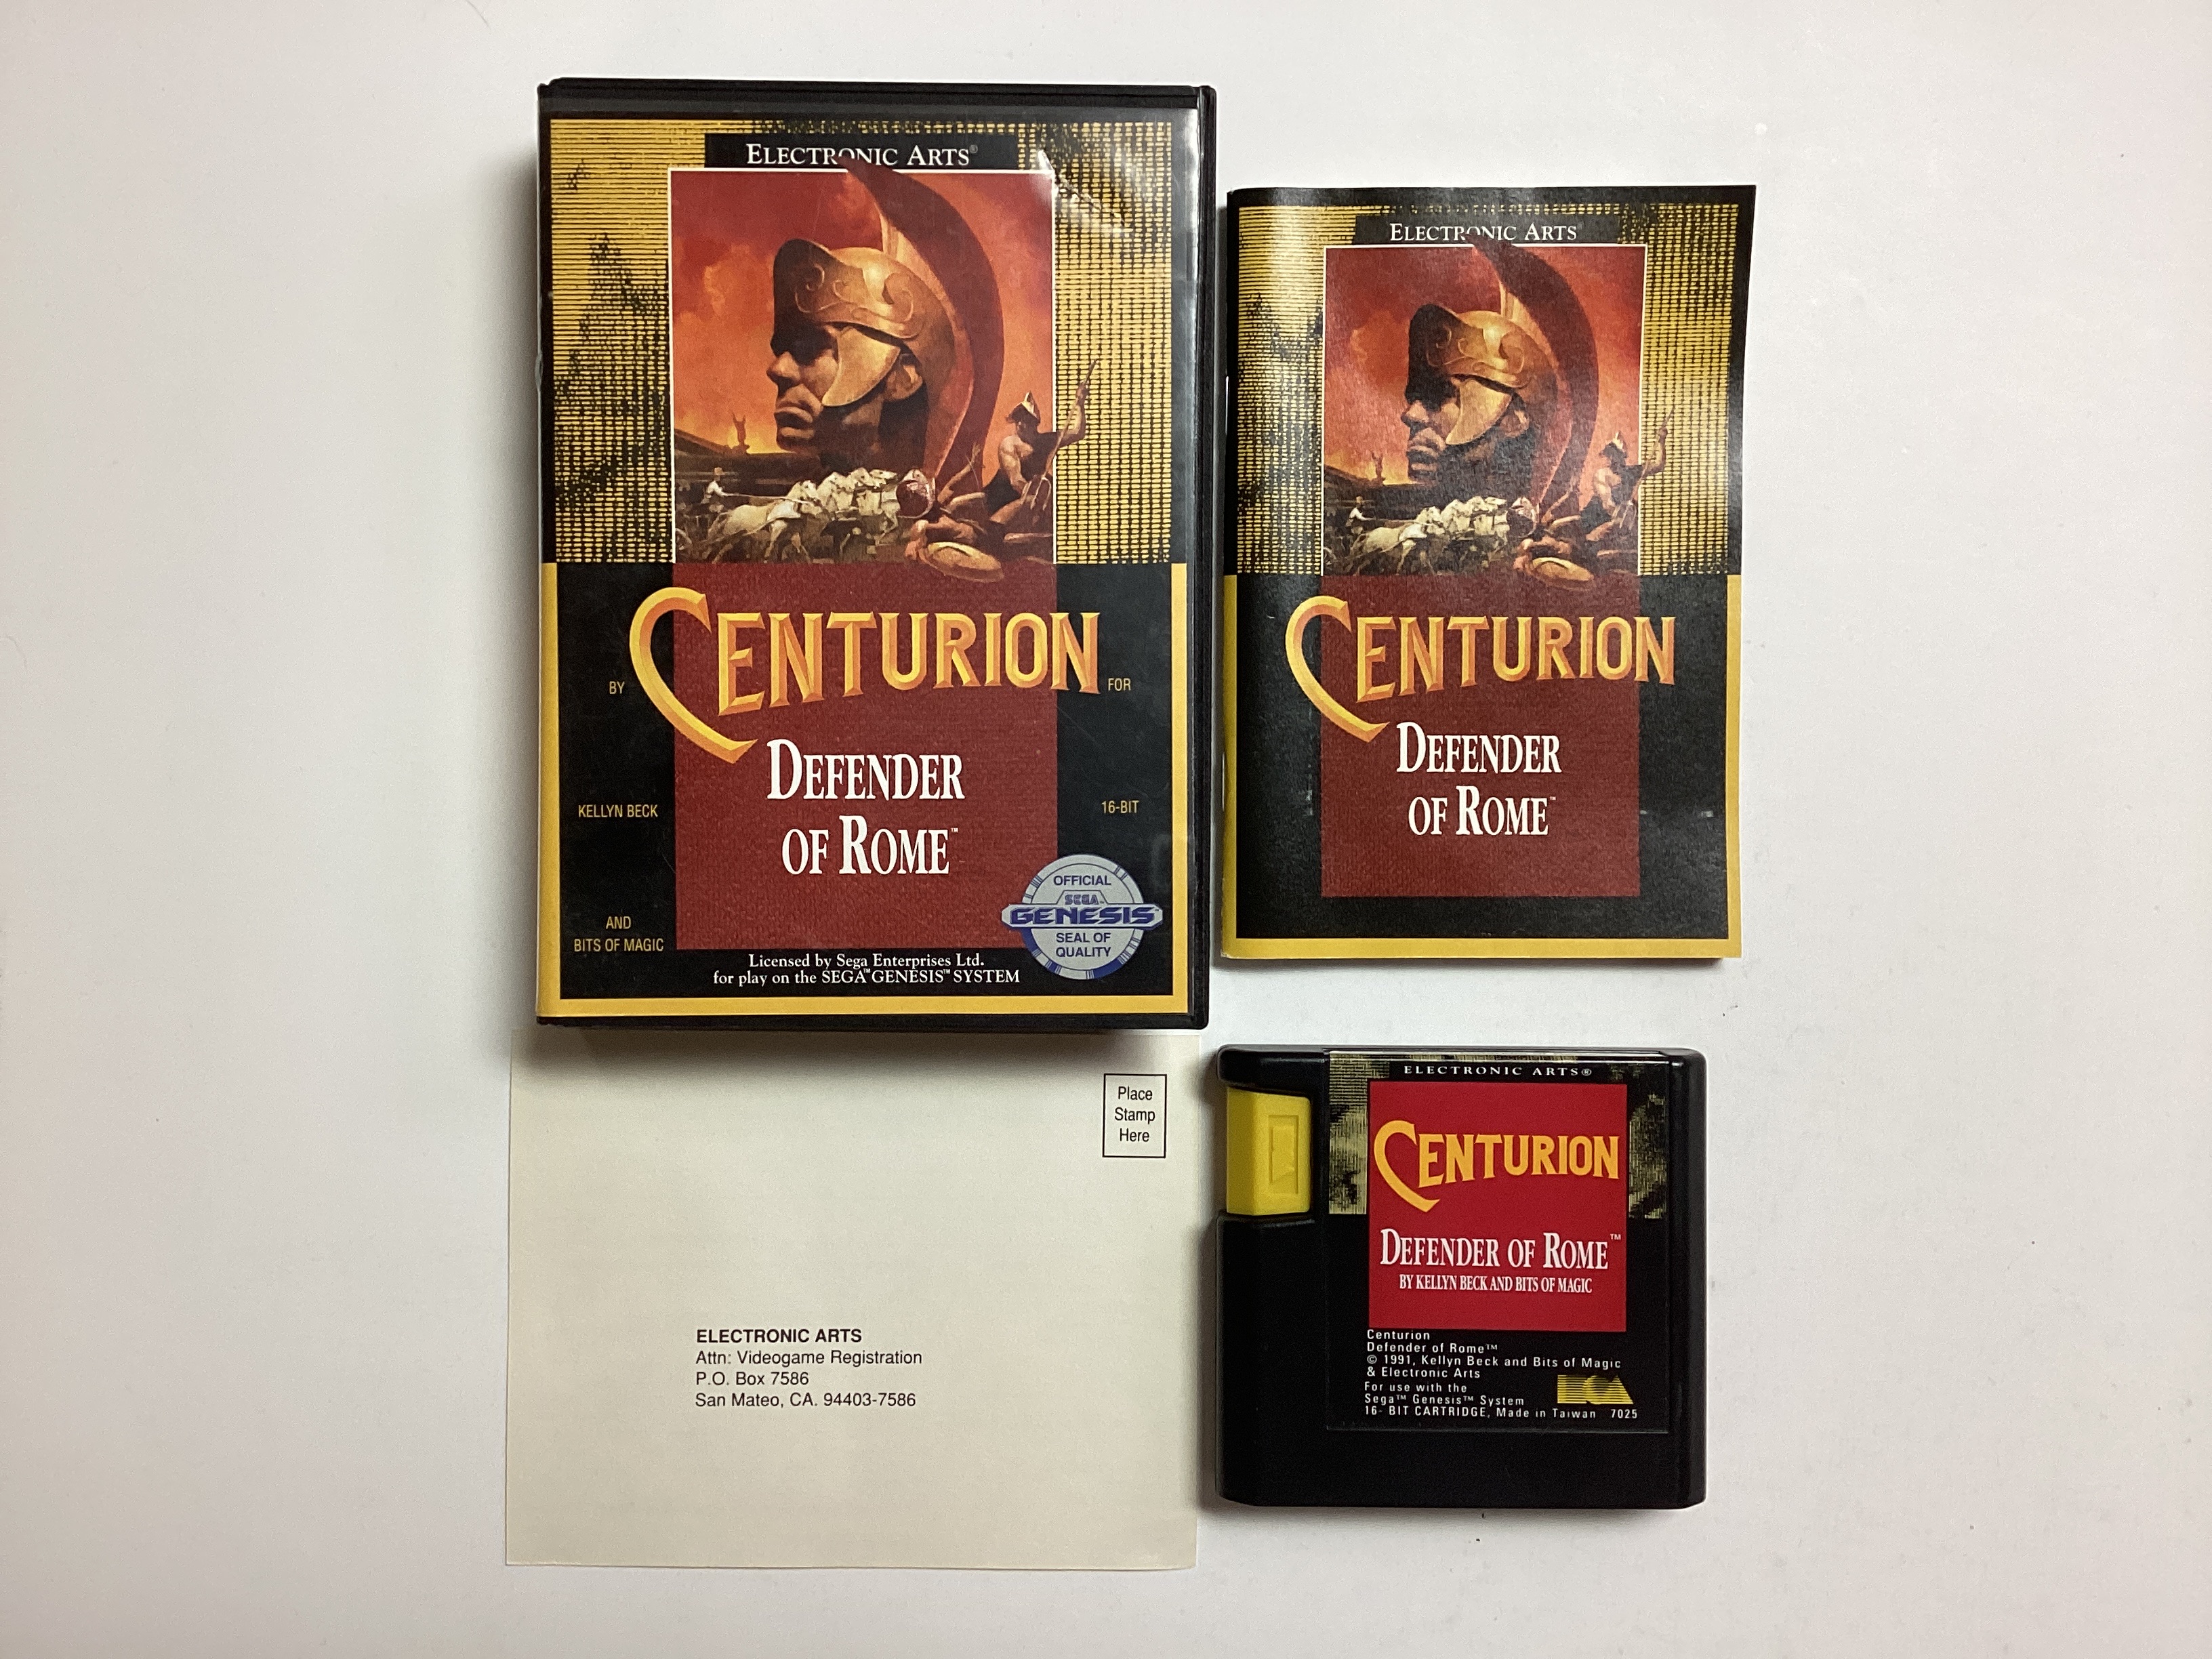 ELECTRONIC ARTS®
CENTURION
BY
FOR
DEFENDER
OF ROME™
KELLYN BECK
16-BIT
AND
BITS OF MAGIC
OFFICIAL
SEGA™
GENESIS™
SEAL OF
QUALITY
Licensed by Sega Enterprises Ltd.
for play on the SEGA™ GENESIS™ SYSTEM
ELECTRONIC ARTS
CENTURION
DEFENDER
OF ROME™
Place
Stamp
Here
ELECTRONIC ARTS
Attn: Videogame Registration
P.O. Box 7586
San Mateo, CA. 94403-7586
ELECTRONIC ARTS®
CENTURION
DEFENDER OF ROME™
BY KELLYN BECK AND BITS OF MAGIC
Centurion
Defender of Rome™
© 1991, Kellyn Beck and Bits of Magic
& Electronic Arts
For use with the
Sega™ Genesis™ System
16- BIT CARTRIDGE, Made in Taiwan 7025
EA